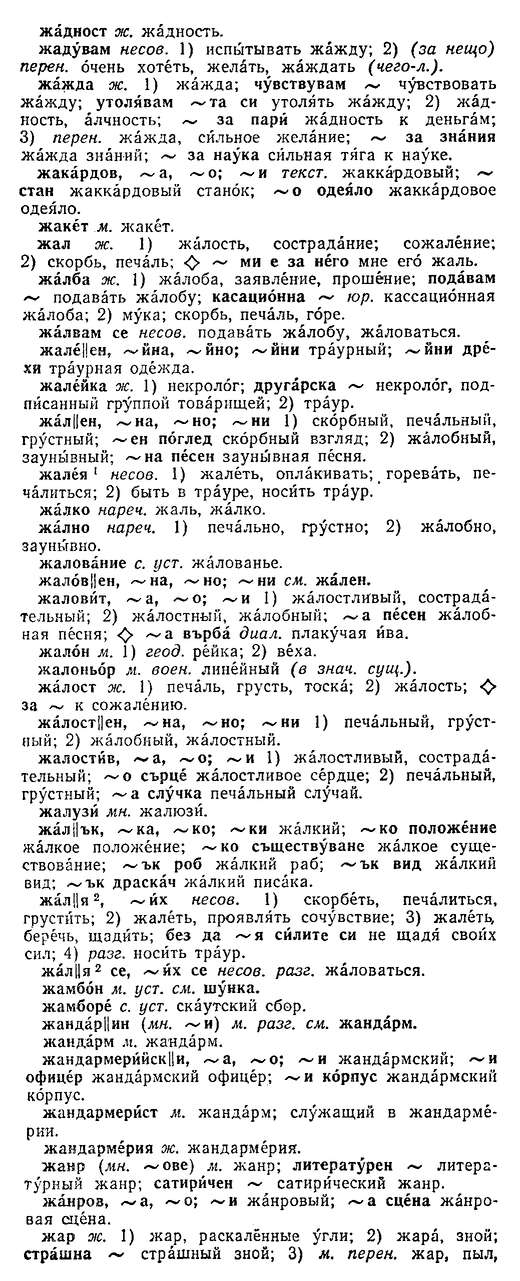 жа́дност ж. жа́дность.
жаду́вам несов. 1) испы́тывать жа́жду; 2) (за нещо)
перен. о́чень хоте́ть, жела́ть, жа́ждать (чего-л.).
жа́жда ж. 1) жа́жда; чу́вствувам ~ чу́вствовать
жа́жду; утоля́вам ~та си утоля́ть жа́жду; 2) жа́д-
ность, а́лчность; ~ за пари́ жа́дность к деньга́м;
3) перен. жа́жда, си́льное жела́ние; ~ за зна́ния
жа́жда зна́ний; ~ за нау́ка си́льная тя́га к нау́ке.
жака́рдов, ~а, ~о; ~и текст. жакка́рдовый; ~
стан жакка́рдовый стано́к; ~о одея́ло жакка́рдовое
одея́ло.
жаке́т м. жаке́т.
жал ж. 1) жа́лость, сострада́ние; сожале́ние;
2) скорбь, печа́ль; ◇ ~ ми е за не́го мне его́ жаль.
жа́лба ж. 1) жа́лоба, заявле́ние, проше́ние; пода́вам
~ подава́ть жа́лобу; касацио́нна ~ юр. кассацио́нная
жа́лоба; 2) му́ка; скорбь, печа́ль, го́ре.
жа́лвам се несов. подава́ть жа́лобу, жа́ловаться.
жале́||ен, ~йна, ~йно; ~йни тра́урный; ~йни дре́-
хи тра́урная оде́жда.
жале́йка ж. 1) некроло́г; друга́рска ~ некроло́г, под-
пи́санный гру́ппой това́рищей; 2) тра́ур.
жа́л||ен, ~на, ~но; ~ни 1) ско́рбный, печа́льный,
гру́стный; ~ен по́глед ско́рбный взгляд; 2) жа́лобный,
зауны́вный; ~на пе́сен зауны́вная пе́сня.
жале́я ¹ несов. 1) жале́ть, опла́кивать; горева́ть, пе-
ча́литься; 2) быть в тра́уре, носи́ть тра́ур.
жа́лко нареч. жаль, жа́лко.
жа́лно нареч. 1) печа́льно, гру́стно; 2) жа́лобно,
зауны́вно.
жалова́ние с. уст. жа́лованье.
жало́в||ен, ~на, ~но; ~ни см. жа́лен.
жалови́т, ~а, ~о; ~и 1) жа́лостливый, сострада́-
тельный; 2) жа́лостный, жа́лобный; ~а пе́сен жа́лоб-
ная пе́сня; ◇ ~а върба́ диал. плаку́чая и́ва.
жало́н м. 1) геод. ре́йка; 2) ве́ха.
жалоньо́р м. воен. лине́йный (в знач. сущ.).
жа́лост ж. 1) печа́ль, грусть, тоска́; 2) жа́лость; ◇
за ~ к сожале́нию.
жа́лост||ен, ~на, ~но; ~ни 1) печа́льный, гру́ст-
ный; 2) жа́лобный, жа́лостный.
жалости́в, ~а, ~о; ~и 1) жа́лостливый, сострада́-
тельный; ~о сърце́ жа́лостливое се́рдце; 2) печа́льный,
гру́стный; ~а слу́чка печа́льный слу́чай.
жалузи́ мн. жалюзи́.
жа́л||ък, ~ка, ~ко; ~ки жа́лкий; ~ко положе́ние
жа́лкое положе́ние; ~ко съществу́ване жа́лкое суще-
ствова́ние; ~ък роб жа́лкий раб; ~ък вид жа́лкий
вид; ~ък драска́ч жа́лкий писа́ка.
жа́л||я ², ~их несов. 1) скорбе́ть, печа́литься,
грусти́ть; 2) жале́ть, проявля́ть сочу́вствие; 3) жале́ть,
бере́чь, щади́ть; без да ~я си́лите си не щадя́ свои́х
сил; 4) разг. носи́ть тра́ур.
жа́л||я ² се, ~их се несов. разг. жа́ловаться.
жамбо́н м. уст. см. шу́нка.
жамборе́ с. уст. ска́утский сбор.
жанда́р||ин (мн. ~и) м. разг. см. жанда́рм.
жанда́рм м. жанда́рм.
жандармери́йск||и, ~а, ~о; ~и жанда́рмский; ~и
офице́р жанда́рмский офице́р; ~и ко́рпус жанда́рмский
ко́рпус.
жандармери́ст м. жанда́рм; слу́жащий в жандарме́-
рии.
жандарме́рия ж. жандарме́рия.
жанр (мн. ~ове) м. жанр; литерату́рен ~ литера-
ту́рный жанр; сатири́чен ~ сатири́ческий жанр.
жа́нров, ~а, ~о; ~и жа́нровый; ~а сце́на жа́нро-
вая сце́на.
жар ж. 1) жар, раскалённые у́гли; 2) жара́, зной;
стра́шна ~ стра́шный зной; 3) м. перен. жар, пыл,